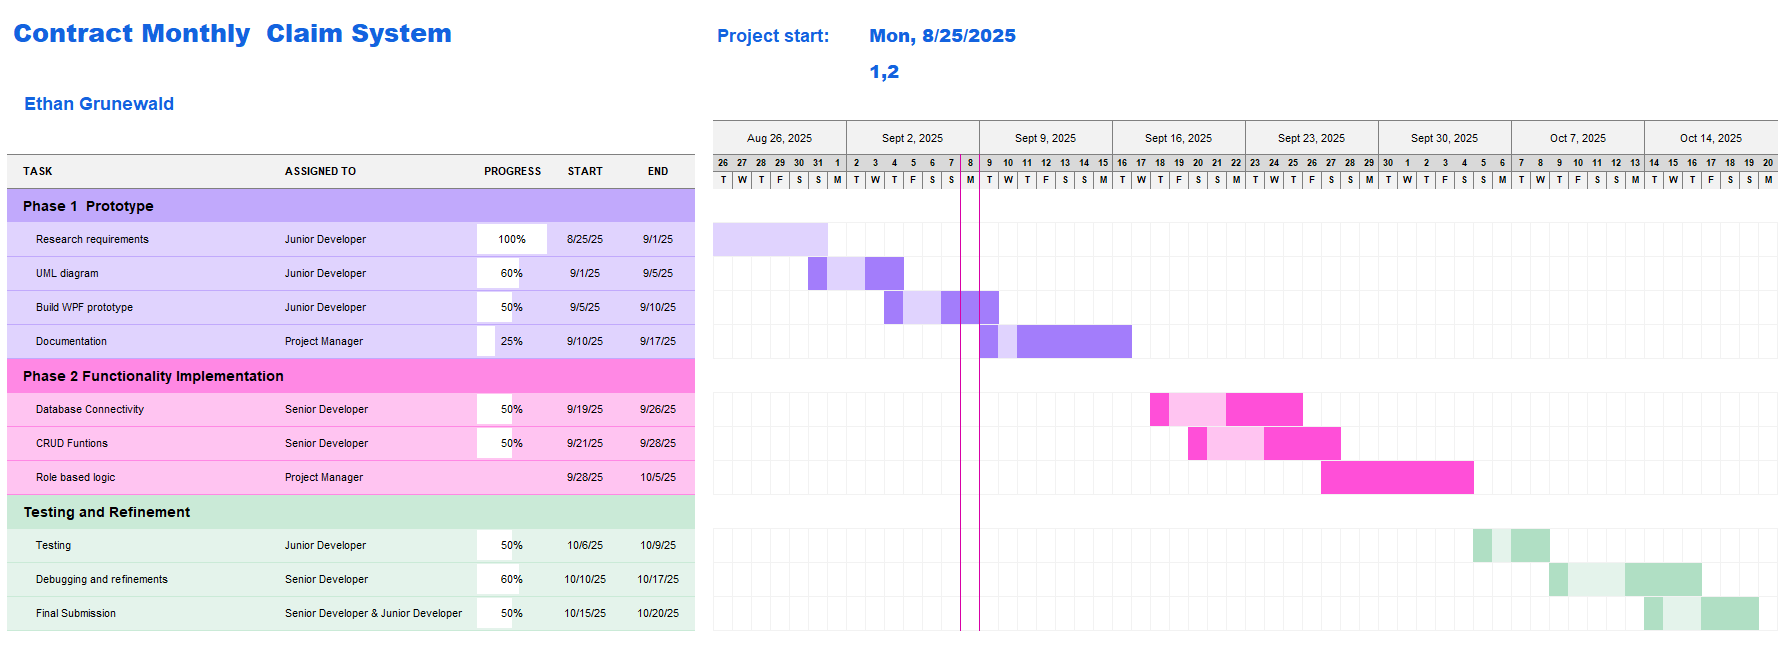 Contract Monthly  Claim System
Project start: Mon, 8/25/2025
1,2
Ethan Grunewald
Aug 26, 2025 Sept 2, 2025 Sept 9, 2025 Sept 16, 2025 Sept 23, 2025 Sept 30, 2025 Oct 7, 2025 Oct 14, 2025
26 27 28 29 30 31 1 2 3 4 5 6 7 8 9 10 11 12 13 14 15 16 17 18 19 20 21 22 23 24 25 26 27 28 29 30 1 2 3 4 5 6 7 8 9 10 11 12 13 14 15 16 17 18 19 20
TASK ASSIGNED TO PROGRESS START END
T W T F S S M T W T F S S M T W T F S S M T W T F S S M T W T F S S M T W T F S S M T W T F S S M T W T F S S M
Phase 1  Prototype
Research requirements Junior Developer 100% 8/25/25 9/1/25
UML diagram Junior Developer 60% 9/1/25 9/5/25
Build WPF prototype Junior Developer 50% 9/5/25 9/10/25
Documentation Project Manager 25% 9/10/25 9/17/25
Phase 2 Functionality Implementation
Database Connectivity Senior Developer 50% 9/19/25 9/26/25
CRUD Funtions Senior Developer 50% 9/21/25 9/28/25
Role based logic Project Manager 9/28/25 10/5/25
Testing and Refinement
Testing Junior Developer 50% 10/6/25 10/9/25
Debugging and refinements Senior Developer 60% 10/10/25 10/17/25
Final Submission Senior Developer & Junior Developer 50% 10/15/25 10/20/25